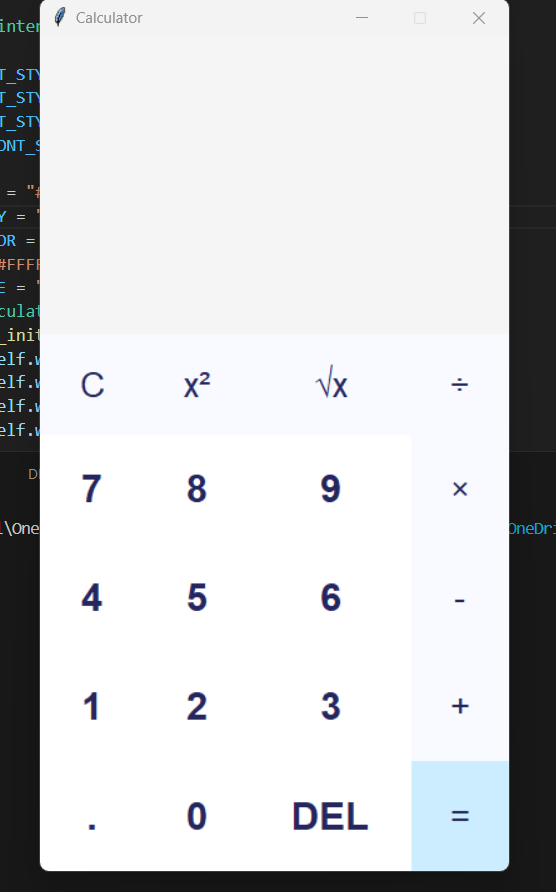 Calculator
inter
T_STY
T_STY
T_STY
ONT_S
= "#
Y = "
OR =
#FFFF
E = "
culat
_init
elf.w
elf.w
elf.w
elf.w
C x² √x ÷
7 8 9 ×
4 5 6 -
1 2 3 +
. 0 DEL =
\One
OneDri